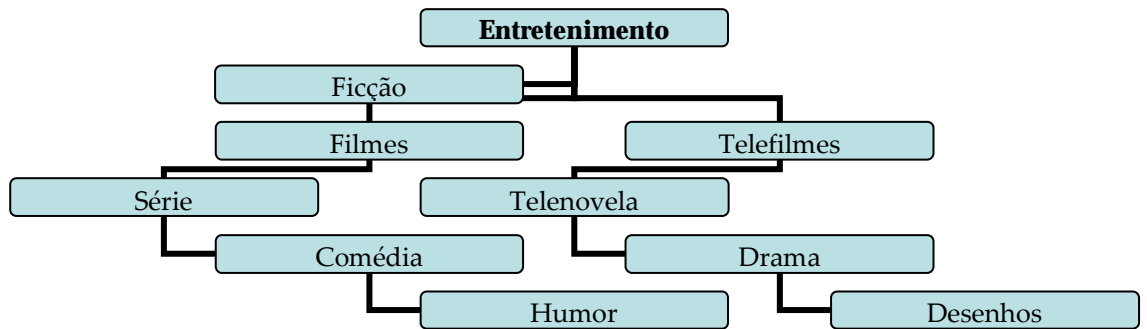 Entretenimento
Ficção
Filmes
Telefilmes
Série
Telenovela
Comédia
Drama
Humor
Desenhos